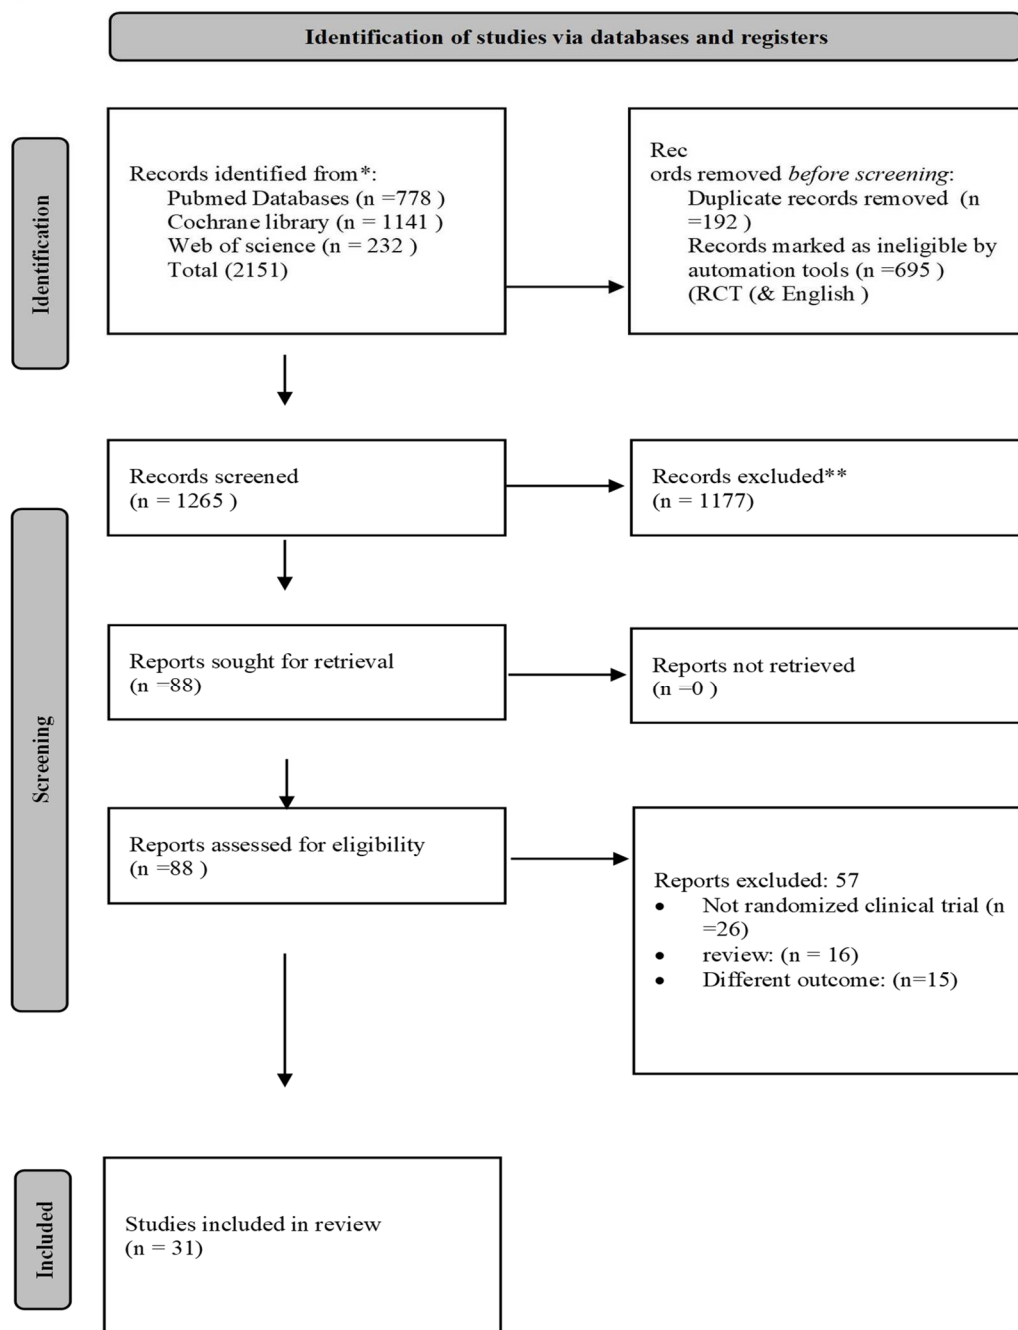 Identification of studies via databases and registers
Identification
Records identified from*:
Pubmed Databases (n =778 )
Cochrane library (n = 1141 )
Web of science (n = 232 )
Total (2151)
Rec
ords removed before screening:
Duplicate records removed (n
=192 )
Records marked as ineligible by
automation tools (n =695 )
(RCT (& English )
Screening
Records screened
(n = 1265 )
Records excluded**
(n = 1177)
Reports sought for retrieval
(n =88)
Reports not retrieved
(n =0 )
Reports assessed for eligibility
(n =88 )
Reports excluded: 57
• Not randomized clinical trial (n
=26)
• review: (n = 16)
• Different outcome: (n=15)
Included
Studies included in review
(n = 31)